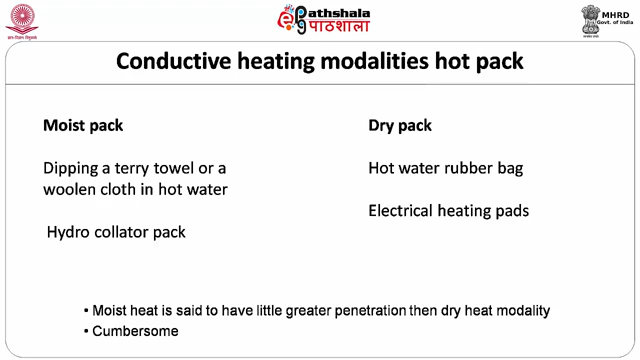 ePathshala
पाठशाला
MHRD
Govt. of India
Conductive heating modalities hot pack
Moist pack
Dipping a terry towel or a
woolen cloth in hot water
Hydro collator pack
Dry pack
Hot water rubber bag
Electrical heating pads
• Moist heat is said to have little greater penetration then dry heat modality
• Cumbersome